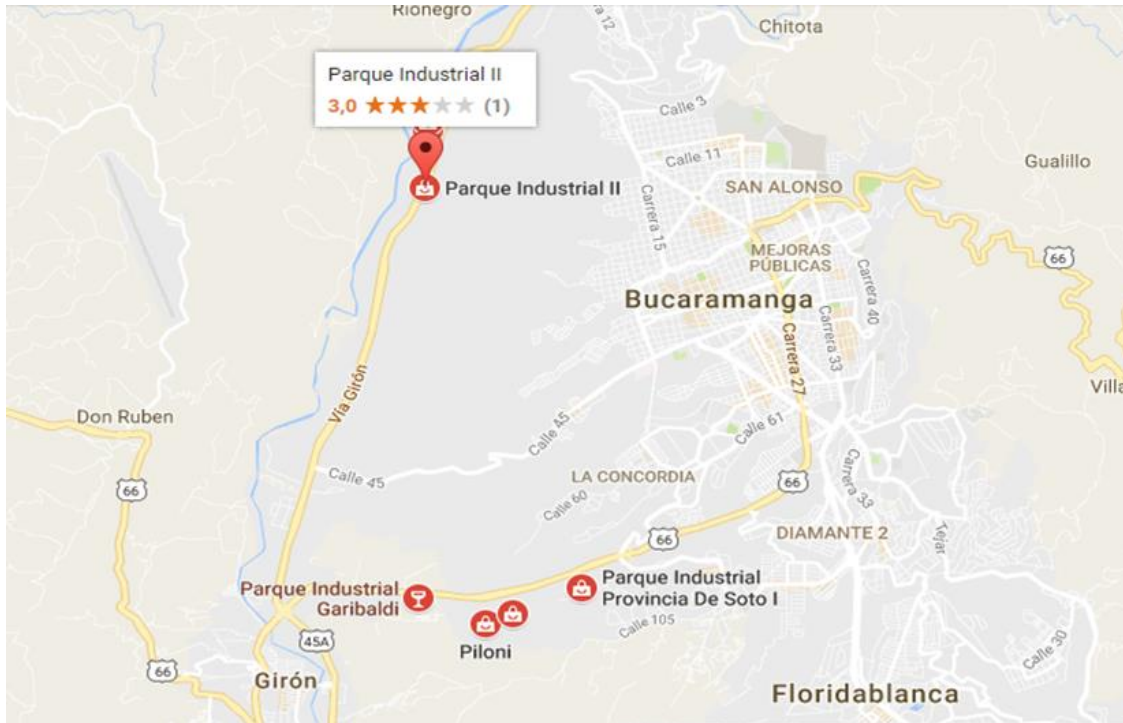 Rionegro
Chitota
Carrera 12
Parque Industrial II
3,0 ★★★★★ (1)
Calle 3
Calle 11
Gualillo
Parque Industrial II
SAN ALONSO
Carrera 15
MEJORAS
PÚBLICAS
66
Carrera 40
Bucaramanga
Carrera 33
Carrera 27
Vía Girón
Villa
Don Ruben
Calle 45
Calle 61
Calle 45
LA CONCORDIA
66
66
Carrera 33
Calle 60
66
DIAMANTE 2
Tejar
Parque Industrial
Garibaldi
Parque Industrial
Provincia De Soto I
Calle 105
45A
Piloni
Calle 30
66
Girón
Floridablanca